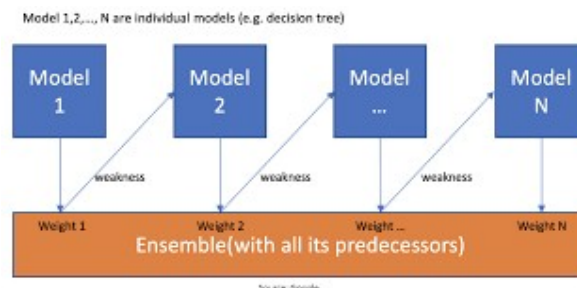 Model 1,2,..., N are individual models (e.g. decision tree)
Model
1
Model
2
Model
...
Model
N
weakness
weakness
weakness
Weight 1
Weight 2
Weight ...
Weight N
Ensemble(with all its predecessors)